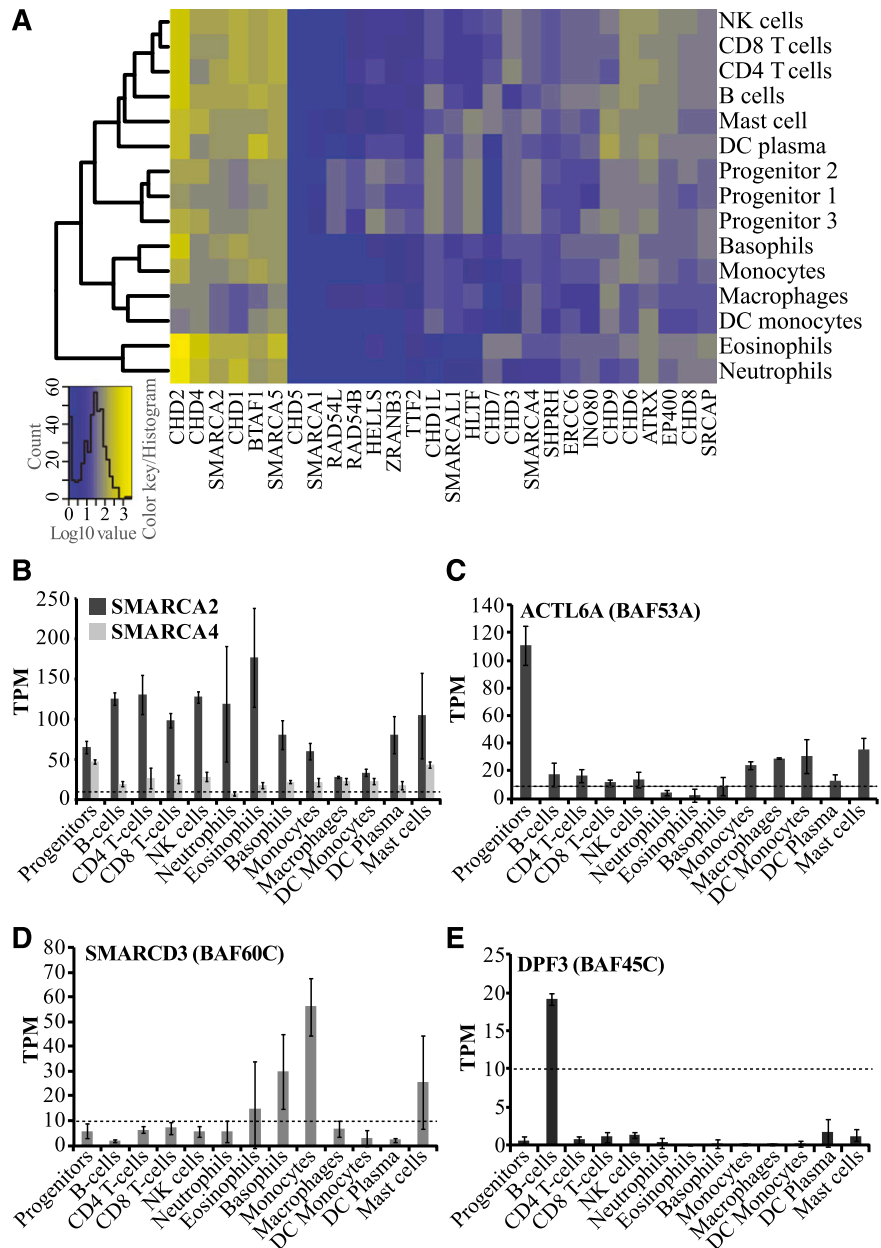 A
NK cells
CD8 T cells
CD4 T cells
B cells
Mast cell
DC plasma
Progenitor 2
Progenitor 1
Progenitor 3
Basophils
Monocytes
Macrophages
DC monocytes
Eosinophils
Neutrophils
CHD2
CHD4
SMARCA2
CHD1
BTAF1
SMARCA5
CHD5
SMARCA1
RAD54L
RAD54B
HELLS
ZRANB3
TTF2
CHD1L
SMARCAL1
HLTF
CHD7
CHD3
SMARCA4
SHPRH
ERCC6
INO80
CHD9
CHD6
ATRX
EP400
CHD8
SRCAP
60
40
20
0
Count
0 1 2 3
Log10 value
Color key/Histogram
B
250
200
150
100
50
0
TPM
SMARCA2
SMARCA4
Progenitors
B-cells
CD4 T-cells
CD8 T-cells
NK cells
Neutrophils
Eosinophils
Basophils
Monocytes
Macrophages
DC Monocytes
DC Plasma
Mast cells
C
140
120
100
80
60
40
20
0
TPM
ACTL6A (BAF53A)
Progenitors
B-cells
CD4 T-cells
CD8 T-cells
NK cells
Neutrophils
Eosinophils
Basophils
Monocytes
Macrophages
DC Monocytes
DC Plasma
Mast cells
D
80
70
60
50
40
30
20
10
0
TPM
SMARCD3 (BAF60C)
Progenitors
B-cells
CD4 T-cells
CD8 T-cells
NK cells
Neutrophils
Eosinophils
Basophils
Monocytes
Macrophages
DC Monocytes
DC Plasma
Mast cells
E
25
20
15
10
5
0
TPM
DPF3 (BAF45C)
Progenitors
B-cells
CD4 T-cells
CD8 T-cells
NK cells
Neutrophils
Eosinophils
Basophils
Monocytes
Macrophages
DC Monocytes
DC Plasma
Mast cells